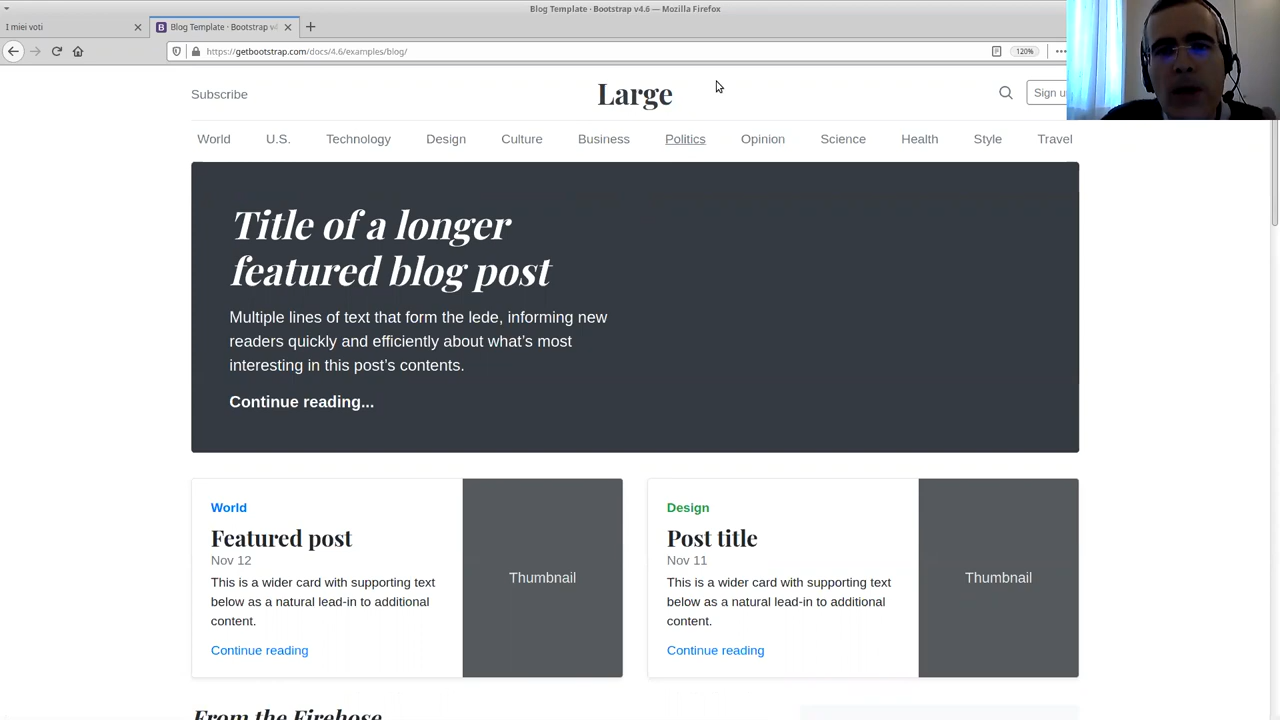 Blog Template · Bootstrap v4.6 — Mozilla Firefox
I miei voti
Blog Template · Bootstrap v4
https://getbootstrap.com/docs/4.6/examples/blog/
120%
Subscribe
Large
Sign u
World U.S. Technology Design Culture Business Politics Opinion Science Health Style Travel
Title of a longer
featured blog post
Multiple lines of text that form the lede, informing new
readers quickly and efficiently about what’s most
interesting in this post’s contents.
Continue reading...
World
Featured post
Nov 12
This is a wider card with supporting text
below as a natural lead-in to additional
content.
Continue reading
Thumbnail
Design
Post title
Nov 11
This is a wider card with supporting text
below as a natural lead-in to additional
content.
Continue reading
Thumbnail
From the Firehose